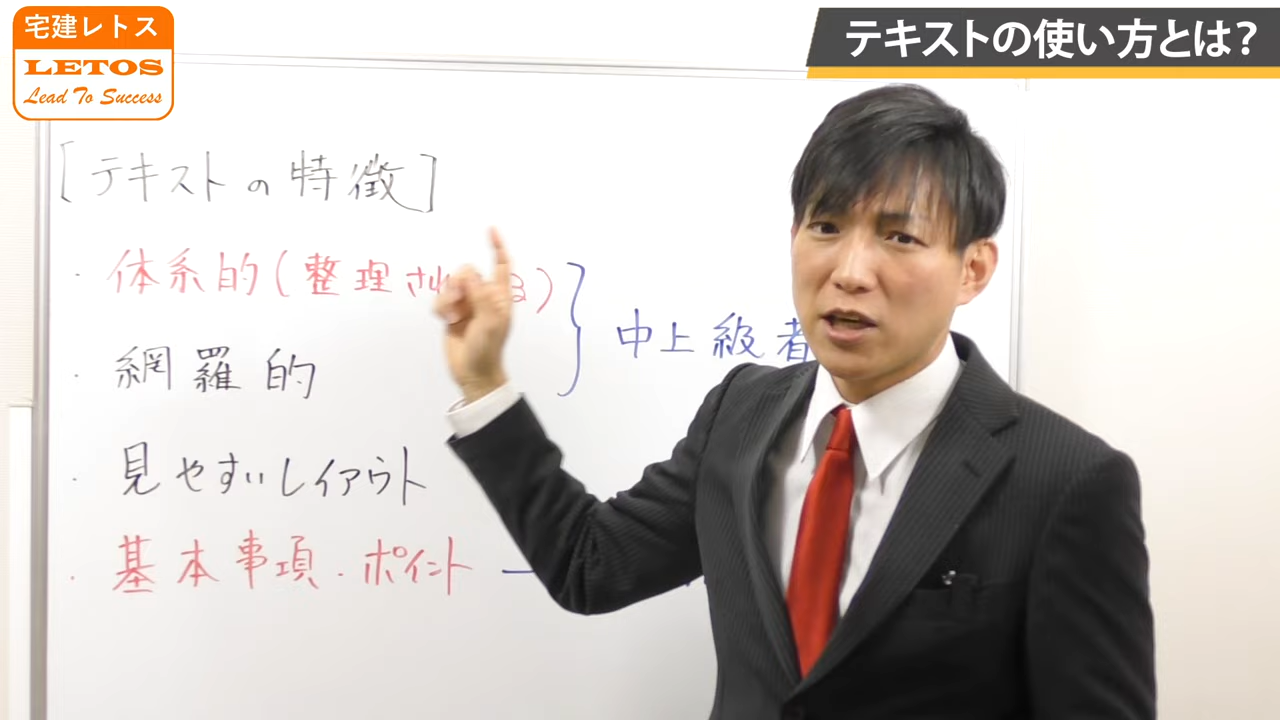 宅建レトス
LETOS
Lead To Success
テキストの使い方とは?
[テキストの特徴]
・体系的(整理さ る)
中上級者
・網羅的
・見やすいレイアウト
・基本事項・ポイント